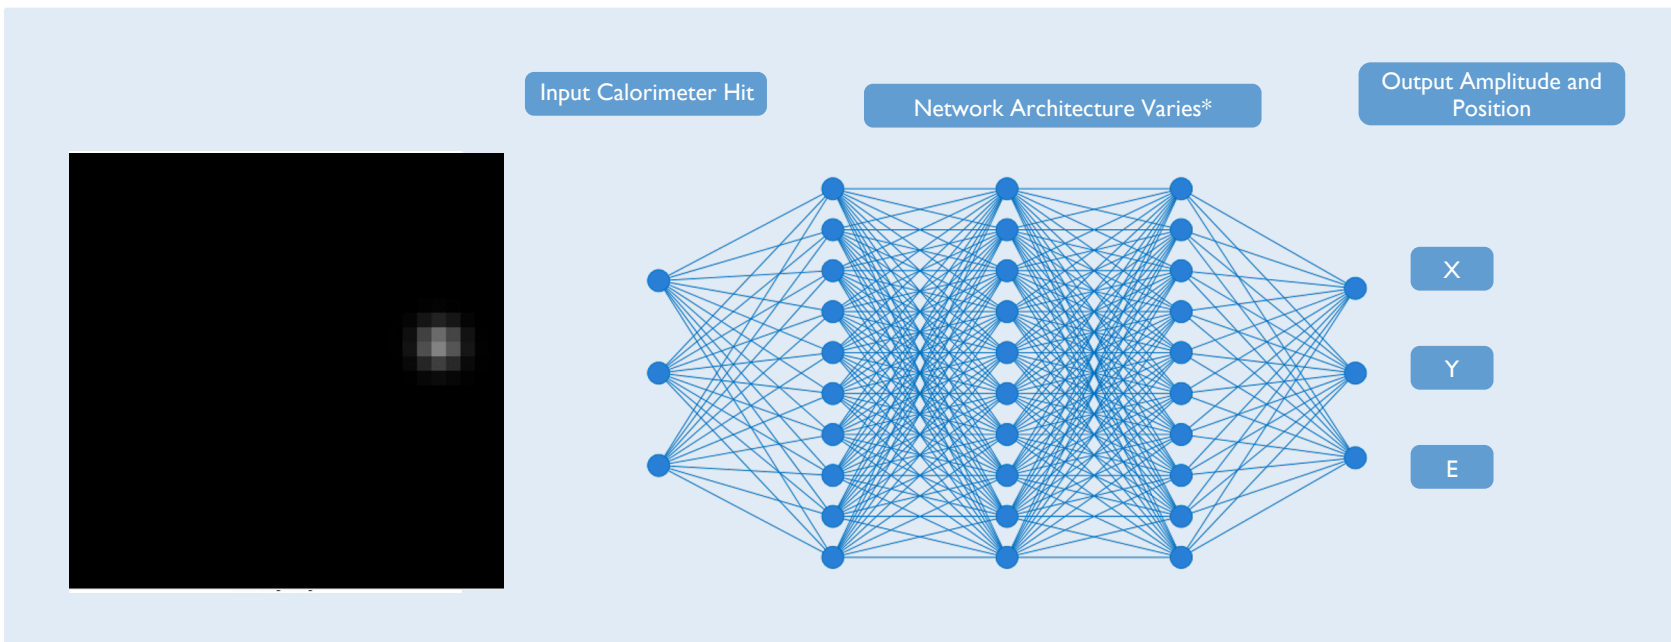 Input Calorimeter Hit
Network Architecture Varies*
Output Amplitude and
Position
X
Y
E